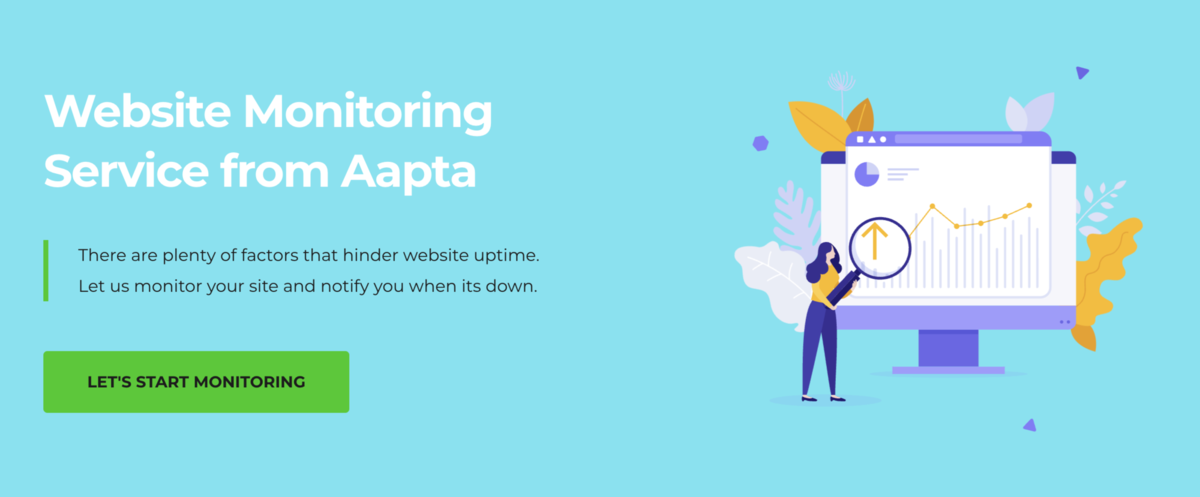 Website Monitoring
Service from Aapta
There are plenty of factors that hinder website uptime.
Let us monitor your site and notify you when its down.
LET'S START MONITORING